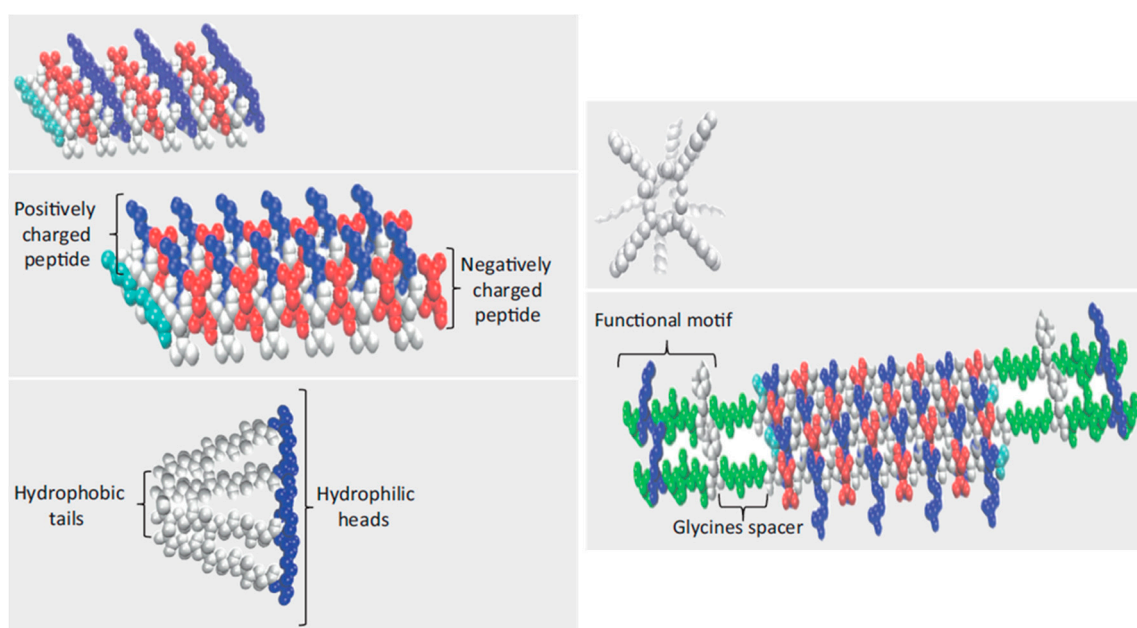 Positively
charged
peptide
Negatively
charged
peptide
Hydrophobic
tails
Hydrophilic
heads
Functional motif
Glycines spacer